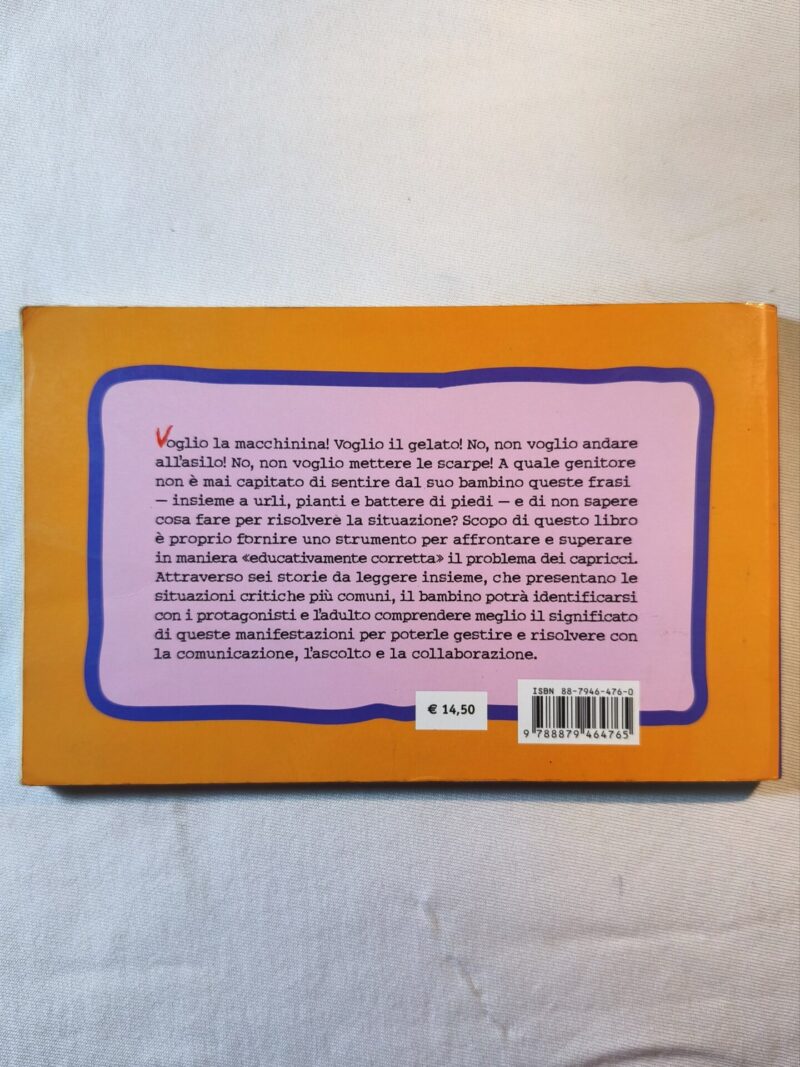 Voglio la macchinina! Voglio il gelato! No, non voglio andare
all'asilo! No, non voglio mettere le scarpe! A quale genitore
non è mai capitato di sentire dal suo bambino queste frasi
— insieme a urli, pianti e battere di piedi — e di non sapere
cosa fare per risolvere la situazione? Scopo di questo libro
è proprio fornire uno strumento per affrontare e superare
in maniera «educativamente corretta» il problema dei capricci.
Attraverso sei storie da leggere insieme, che presentano le
situazioni critiche più comuni, il bambino potrà identificarsi
con i protagonisti e l'adulto comprendere meglio il significato
di queste manifestazioni per poterle gestire e risolvere con
la comunicazione, l'ascolto e la collaborazione.
€ 14,50
ISBN 88-7946-476-0
9 788879 464765